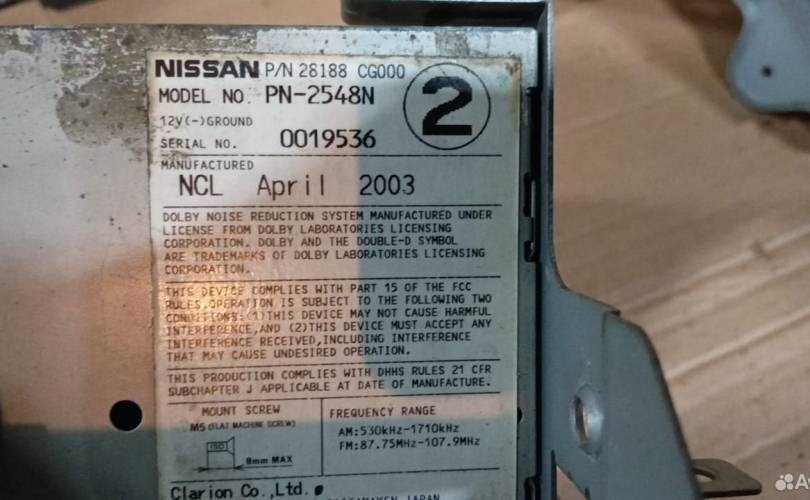 NISSAN P/N 28188 CG000
MODEL NO. PN-2548N
2
12V(-)GROUND
SERIAL NO. 0019536
MANUFACTURED
NCL April 2003
DOLBY NOISE REDUCTION SYSTEM MANUFACTURED UNDER
LICENSE FROM DOLBY LABORATORIES LICENSING
CORPORATION. DOLBY AND THE DOUBLE-D SYMBOL
ARE TRADEMARKS OF DOLBY LABORATORIES LICENSING
CORPORATION.
THIS DEVICE COMPLIES WITH PART 15 OF THE FCC
RULES.OPERATION IS SUBJECT TO THE FOLLOWING TWO
CONDITIONS:(1)THIS DEVICE MAY NOT CAUSE HARMFUL
INTERFERENCE,AND (2)THIS DEVICE MUST ACCEPT ANY
INTERFERENCE RECEIVED,INCLUDING INTERFERENCE
THAT MAY CAUSE UNDESIRED OPERATION.
THIS PRODUCTION COMPLIES WITH DHHS RULES 21 CFR
SUBCHAPTER J APPLICABLE AT DATE OF MANUFACTURE.
MOUNT SCREW
M5 (FLAT MACHINE SCREW)
ISO
8mm MAX
FREQUENCY RANGE
AM:530kHz-1710kHz
FM:87.75MHz-107.9MHz
Clarion Co.,Ltd.
JAPAN